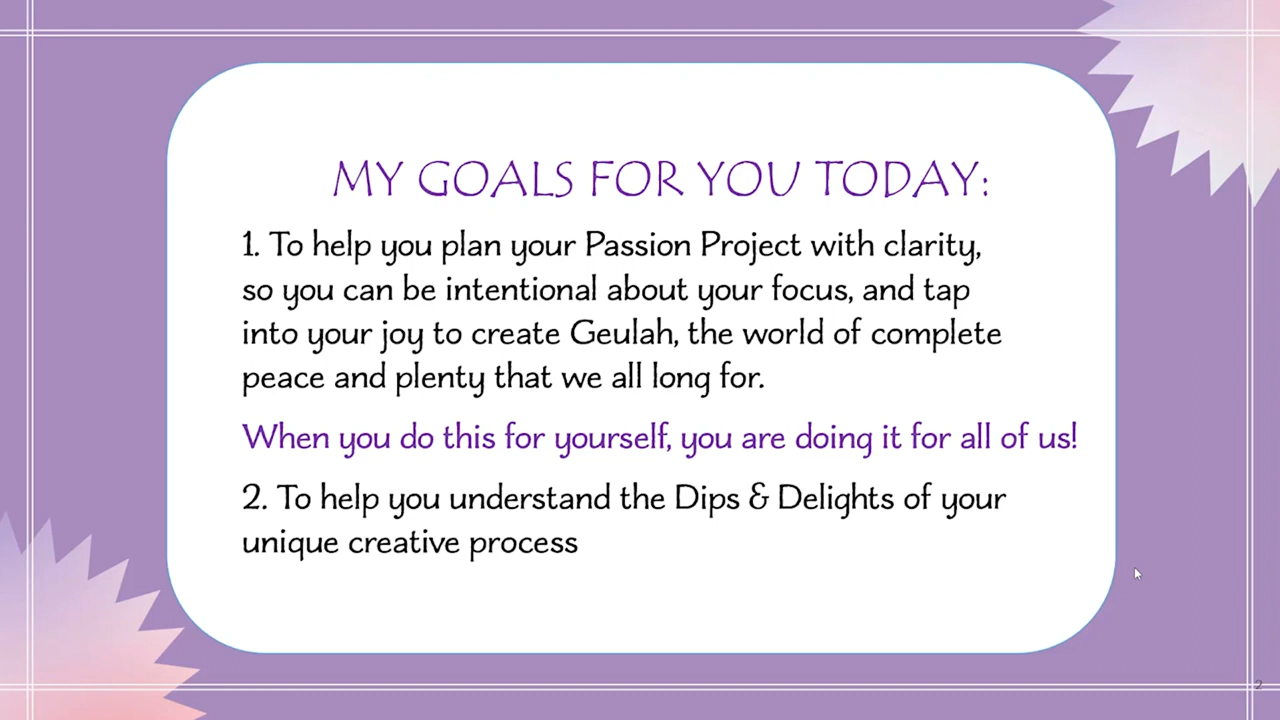 MY GOALS FOR YOU TODAY:
1. To help you plan your Passion Project with clarity,
so you can be intentional about your focus, and tap
into your joy to create Geulah, the world of complete
peace and plenty that we all long for.
When you do this for yourself, you are doing it for all of us!
2. To help you understand the Dips & Delights of your
unique creative process
2